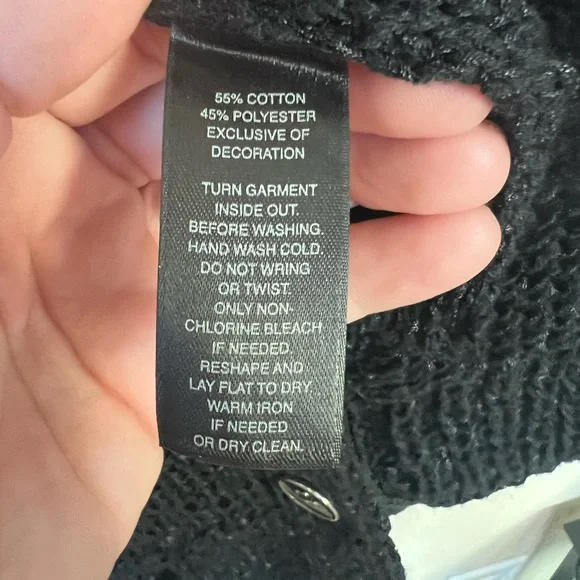 55% COTTON
45% POLYESTER
EXCLUSIVE OF
DECORATION
TURN GARMENT
INSIDE OUT.
BEFORE WASHING.
HAND WASH COLD.
DO NOT WRING
OR TWIST.
ONLY NON-
CHLORINE BLEACH
IF NEEDED.
RESHAPE AND
LAY FLAT TO DRY.
WARM IRON
IF NEEDED
OR DRY CLEAN.